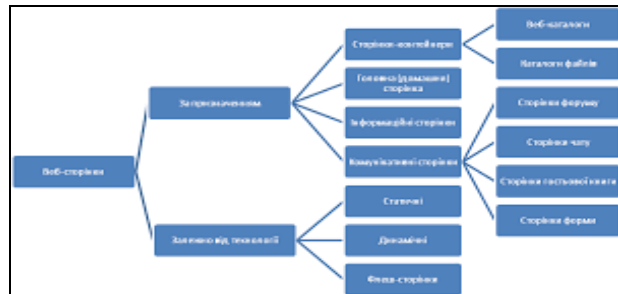 Веб-каталоги
Сторінки-контейнери
Каталоги файлів
Головна (домашня)
сторінка
За призначенням
Сторінки форуму
Інформаційні сторінки
Сторінки чату
Комунікативні сторінки
Веб-сторінки
Сторінки гостьової книги
Статичні
Сторінки форми
Залежно від технології
Динамічні
Флеш-сторінки